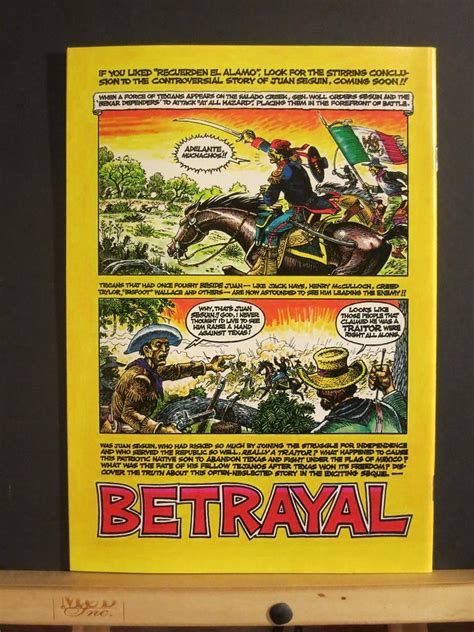 IF YOU LIKED "RECUERDEN EL ALAMO", LOOK FOR THE STIRRING CONCLU-
SION TO THE CONTROVERSIAL STORY OF JUAN SEGUIN, COMING SOON!!
WHEN A FORCE OF TEXIANS APPEARS ON THE SALADO CREEK, GEN. WOLL ORDERS SEGUIN AND THE
"BEXAR DEFENDERS" TO ATTACK "AT ALL HAZARD", PLACING THEM IN THE FOREFRONT OF BATTLE.
ADELANTE,
MUCHACHOS!!
TEXIANS THAT HAD ONCE FOUGHT BESIDE JUAN — LIKE JACK HAYS, HENRY McCULLOCH, CREED
TAYLOR, "BIGFOOT" WALLACE AND OTHERS — ARE NOW ASTOUNDED TO SEE HIM LEADING THE ENEMY!!
WHY, THAT'S JUAN
SEGUIN!! GOD, I NEVER
THOUGHT I'D LIVE TO SEE
HIM RAISE A HAND
AGAINST TEXAS!
LOOKS LIKE
THOSE PEOPLE THAT
CLAIMED HE WAS A
TRAITOR WERE
RIGHT ALL ALONG.
WAS JUAN SEGUIN, WHO HAD RISKED SO MUCH BY JOINING THE STRUGGLE FOR INDEPENDENCE
AND WHO SERVED THE REPUBLIC SO WELL, REALLY A TRAITOR? WHAT HAPPENED TO CAUSE
THIS PATRIOTIC NATIVE SON TO ABANDON TEXAS AND FIGHT UNDER THE FLAG OF MEXICO?
WHAT WAS THE FATE OF HIS FELLOW TEJANOS AFTER TEXAS WON ITS FREEDOM? DIS-
COVER THE TRUTH ABOUT THIS OFTEN-NEGLECTED STORY IN THE EXCITING SEQUEL —
BETRAYAL
Inc.